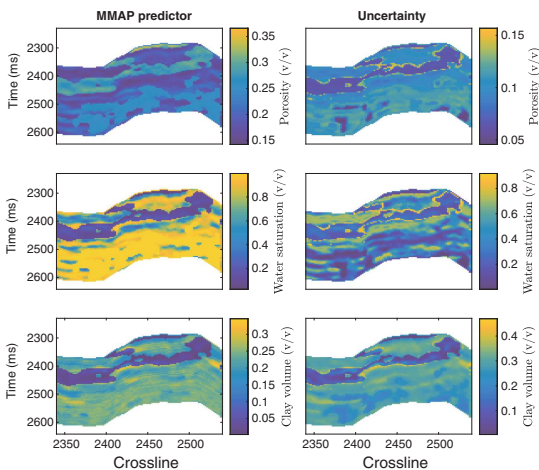 MMAP predictor
Uncertainty
2300
2400
2500
2600
Time (ms)
0.35
0.3
0.25
0.2
0.15
Porosity (v/v)
0.15
0.1
0.05
Porosity (v/v)
2300
2400
2500
2600
Time (ms)
0.8
0.6
0.4
0.2
Water saturation (v/v)
0.8
0.6
0.4
0.2
Water saturation (v/v)
2300
2400
2500
2600
Time (ms)
0.3
0.25
0.2
0.15
0.1
0.05
Clay volume (v/v)
0.4
0.3
0.2
0.1
Clay volume (v/v)
2350 2400 2450 2500
2350 2400 2450 2500
Crossline
Crossline